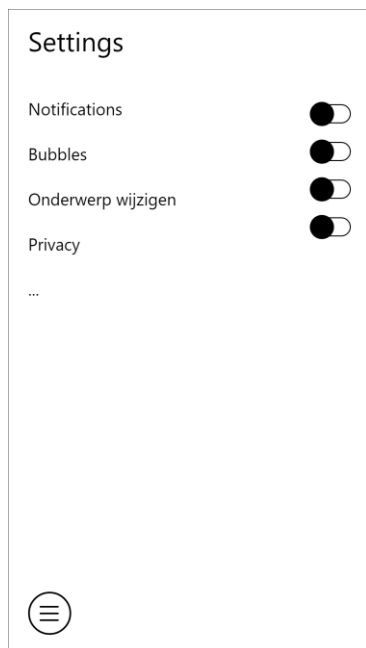 Settings
Notifications
Bubbles
Onderwerp wijzigen
Privacy
...